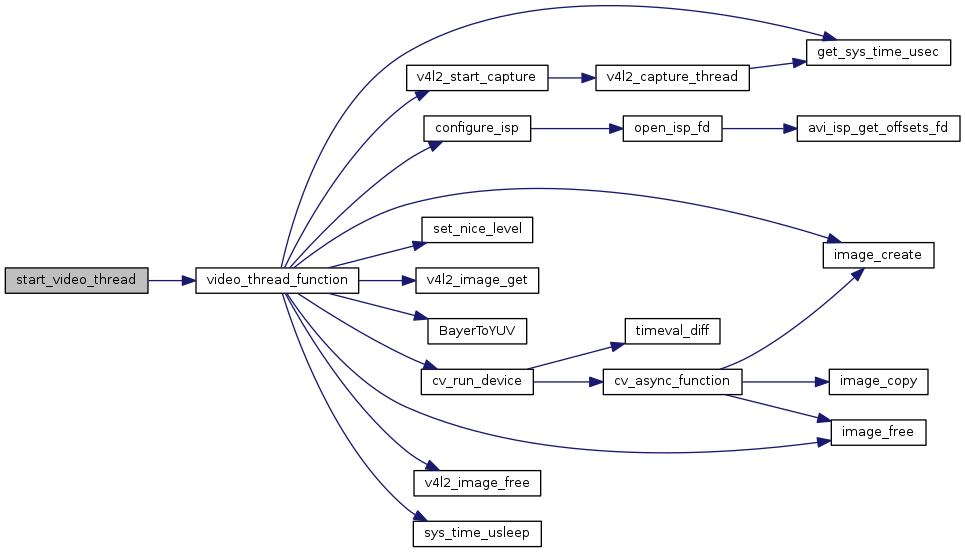 get_sys_time_usec
v4l2_start_capture
v4l2_capture_thread
configure_isp
open_isp_fd
avi_isp_get_offsets_fd
set_nice_level
image_create
start_video_thread
video_thread_function
v4l2_image_get
BayerToYUV
timeval_diff
cv_run_device
cv_async_function
image_copy
image_free
v4l2_image_free
sys_time_usleep